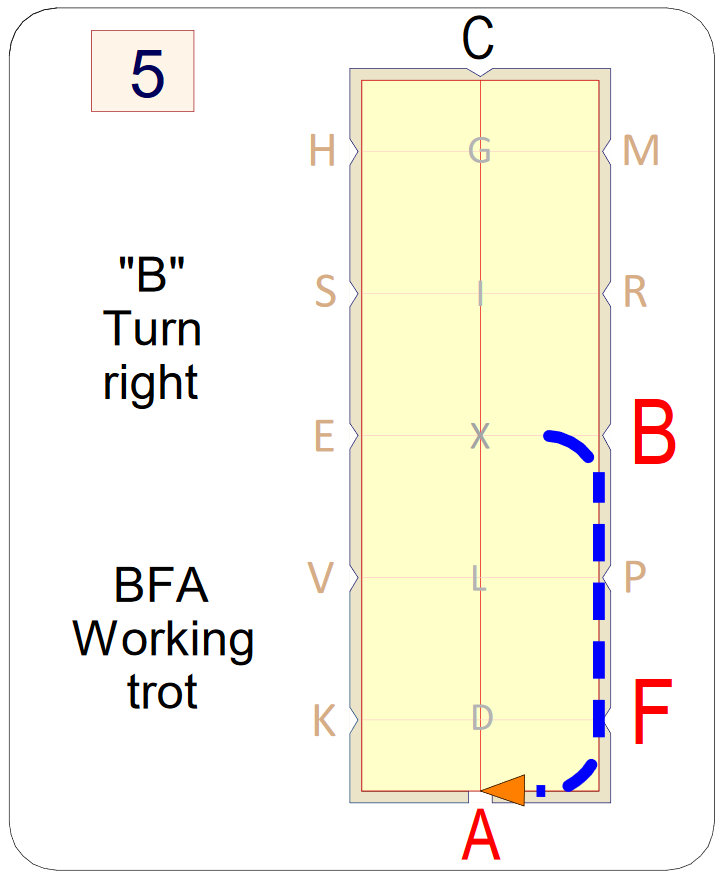 5
C
H G M
"B"
Turn
right
S I R
E X B
BFA
Working
trot
V L P
K D F
A